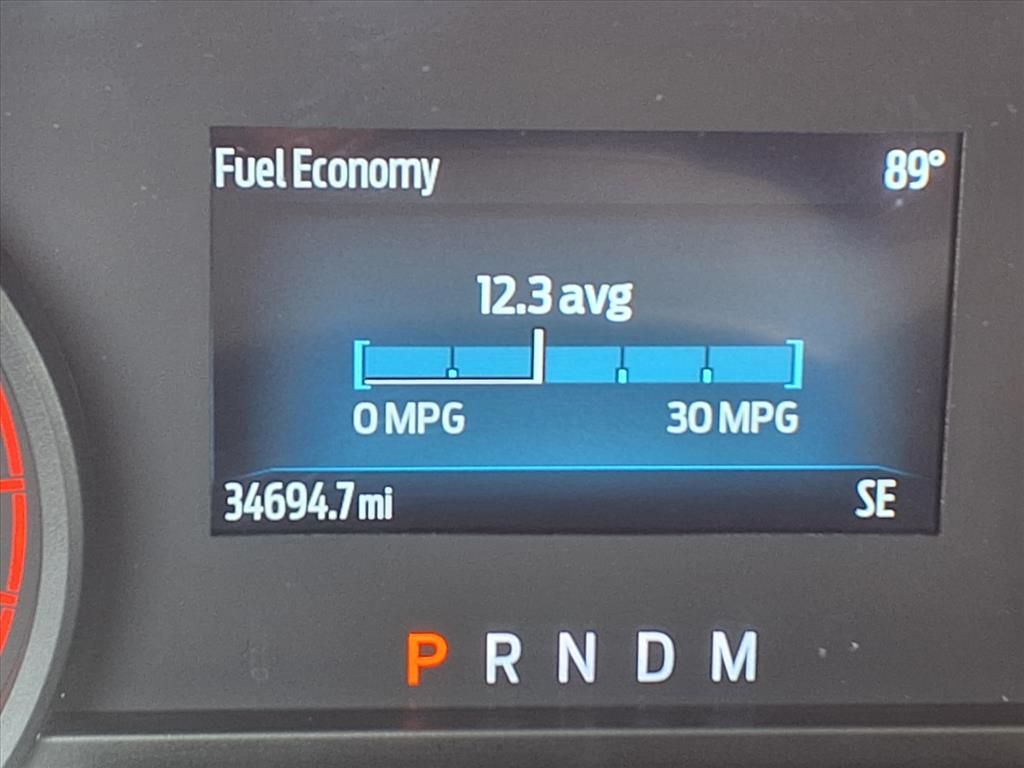 Fuel Economy 89°
12.3 avg
0 MPG 30 MPG
34694.7 mi SE
P R N D M